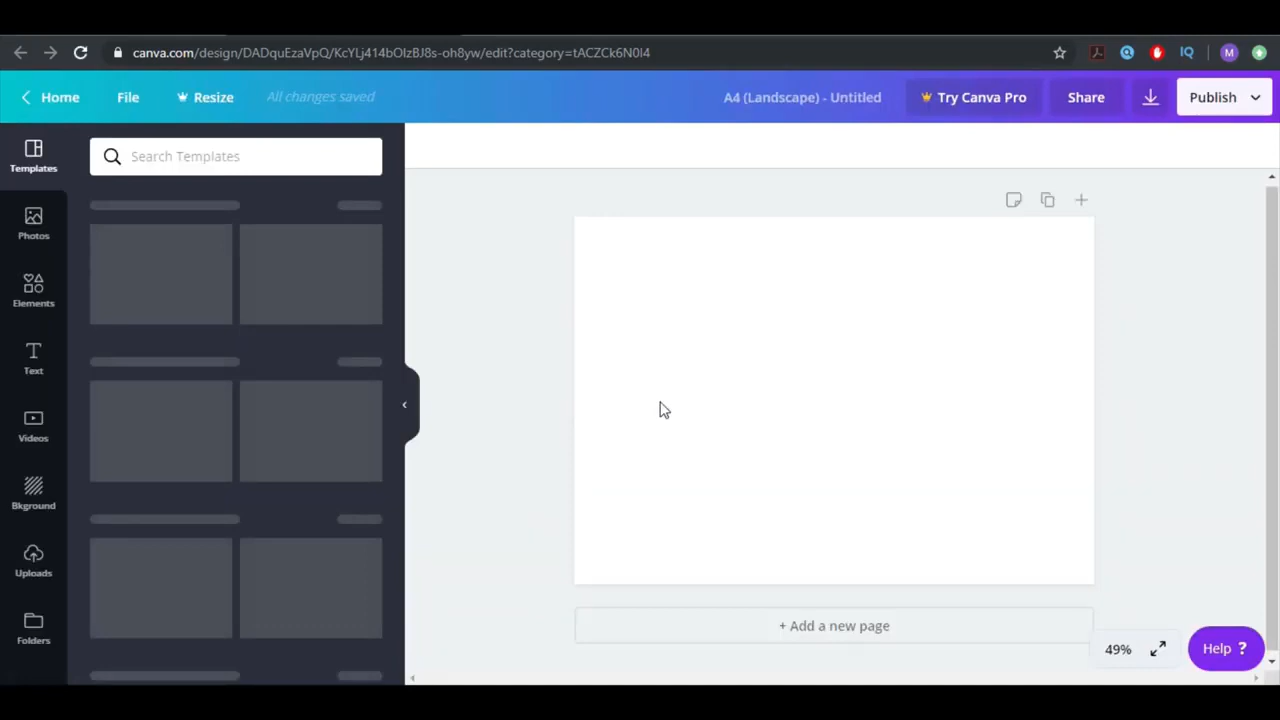 canva.com/design/DADquEzaVpQ/KcYLj414bOIzBJ8s-oh8yw/edit?category=tACZCk6N0I4
IQ
M
Home
File
Resize
All changes saved
A4 (Landscape) - Untitled
Try Canva Pro
Share
Publish
Templates
Search Templates
Photos
Elements
Text
Videos
Bkground
Uploads
Folders
+ Add a new page
49%
Help ?